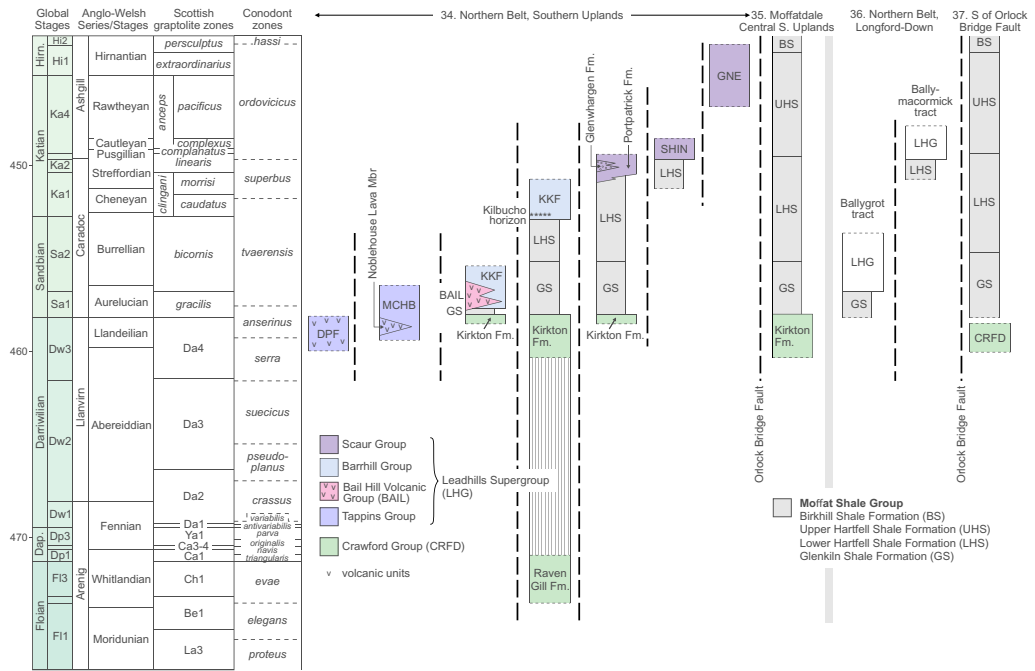 Global
Stages
Anglo-Welsh
Series/Stages
Scottish
graptolite zones
Conodont
zones
34. Northern Belt, Southern Uplands
35. Moffatdale
Central S. Uplands
36. Northern Belt,
Longford-Down
37. S of Orlock
Bridge Fault
Hirn.
Katian
Sandbian
Darriwilian
Dap.
Floian
Hi2
Hi1
Ka4
Ka2
Ka1
Sa2
Sa1
Dw3
Dw2
Dw1
Dp3
Dp1
Fl3
Fl1
450
460
470
Ashgill
Caradoc
Llanvirn
Arenig
Hirnantian
Rawtheyan
Cautleyan
Pusgillian
Streffordian
Cheneyan
Burrellian
Aurelucian
Llandeilian
Abereiddian
Fennian
Whitlandian
Moridunian
persculptus
extraordinarius
anceps
pacificus
complexus
complanatus
linearis
clingani
morrisi
caudatus
bicornis
gracilis
Da4
Da3
Da2
Da1
Ya1
Ca3-4
Ca1
Ch1
Be1
La3
hassi
ordovicicus
superbus
tvaerensis
anserinus
serra
suecicus
pseudo-
planus
crassus
variabilis
antivariabilis
parva
originalis
navis
triangularis
evae
elegans
proteus
DPF
Noblehouse Lava Mbr
MCHB
KKF
BAIL
GS
Kirkton Fm.
Kilbucho
horizon
KKF
*****
LHS
GS
Kirkton
Fm.
Raven
Gill Fm.
Glenwhargen Fm.
Portpatrick Fm.
LHS
GS
Kirkton Fm.
SHIN
LHS
GNE
Orlock Bridge Fault
BS
UHS
LHS
GS
Kirkton
Fm.
Ballygrot
tract
LHG
GS
Bally-
macormick
tract
LHG
LHS
Orlock Bridge Fault
BS
UHS
LHS
GS
CRFD
Scaur Group
Barrhill Group
Bail Hill Volcanic
Group (BAIL)
Tappins Group
Leadhills Supergroup
(LHG)
Crawford Group (CRFD)
v volcanic units
Moffat Shale Group
Birkhill Shale Formation (BS)
Upper Hartfell Shale Formation (UHS)
Lower Hartfell Shale Formation (LHS)
Glenkiln Shale Formation (GS)